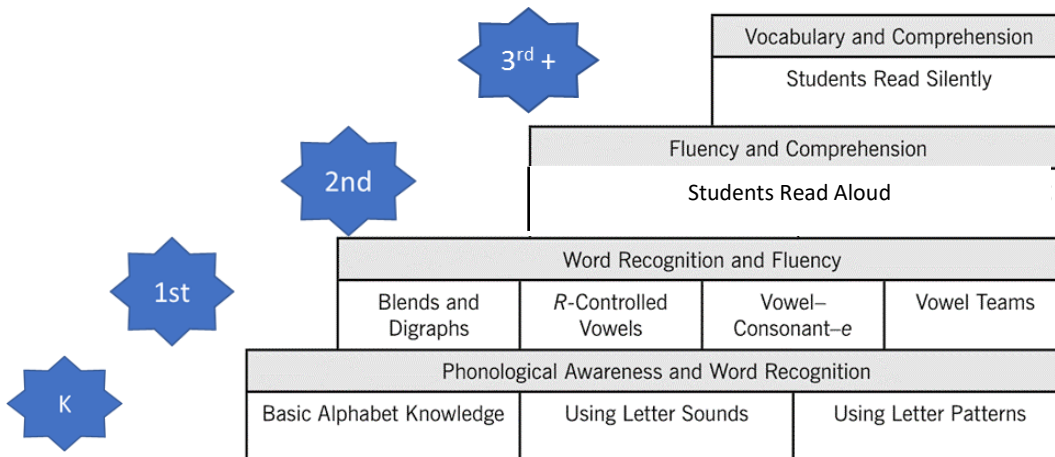 3rd +
Vocabulary and Comprehension
Students Read Silently
2nd
Fluency and Comprehension
Students Read Aloud
1st
Word Recognition and Fluency
Blends and
Digraphs
R-Controlled
Vowels
Vowel–
Consonant–e
Vowel Teams
K
Phonological Awareness and Word Recognition
Basic Alphabet Knowledge
Using Letter Sounds
Using Letter Patterns